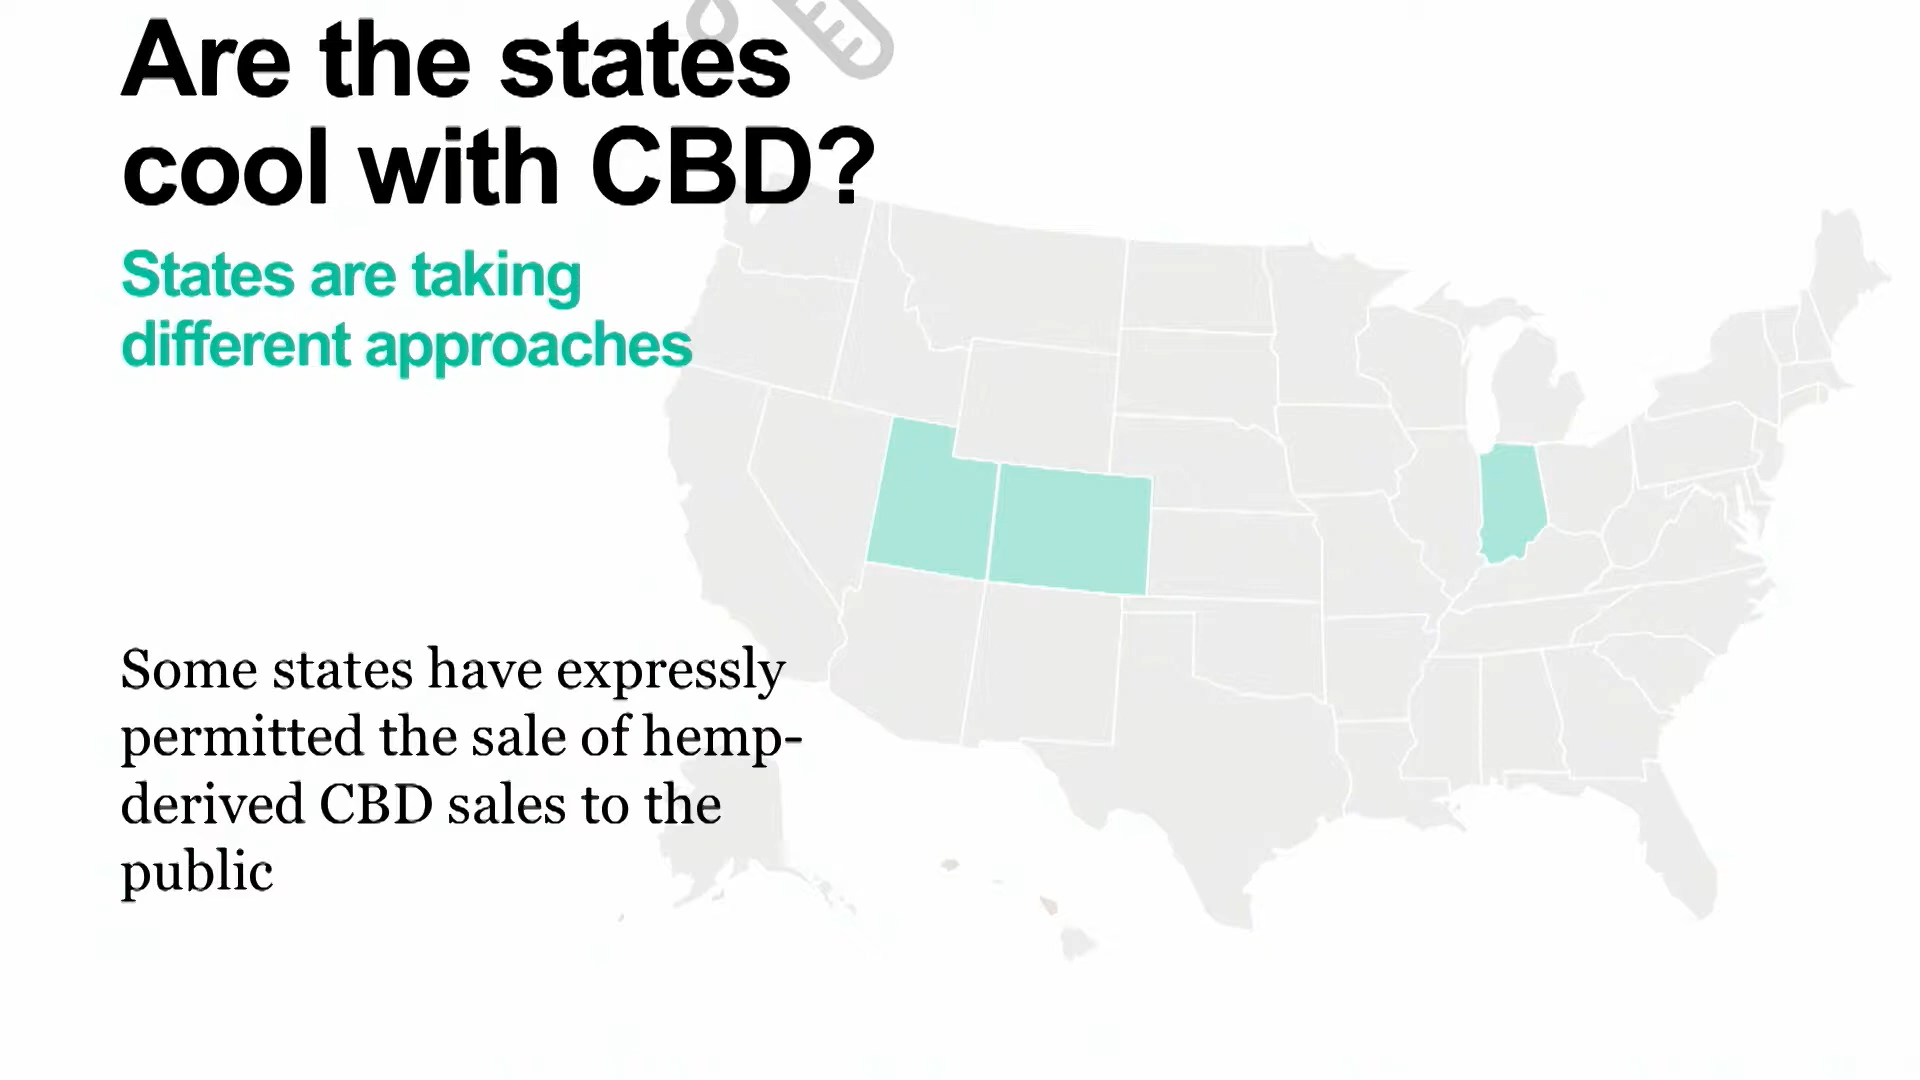 Are the states
cool with CBD?
States are taking
different approaches
Some states have expressly
permitted the sale of hemp-
derived CBD sales to the
public